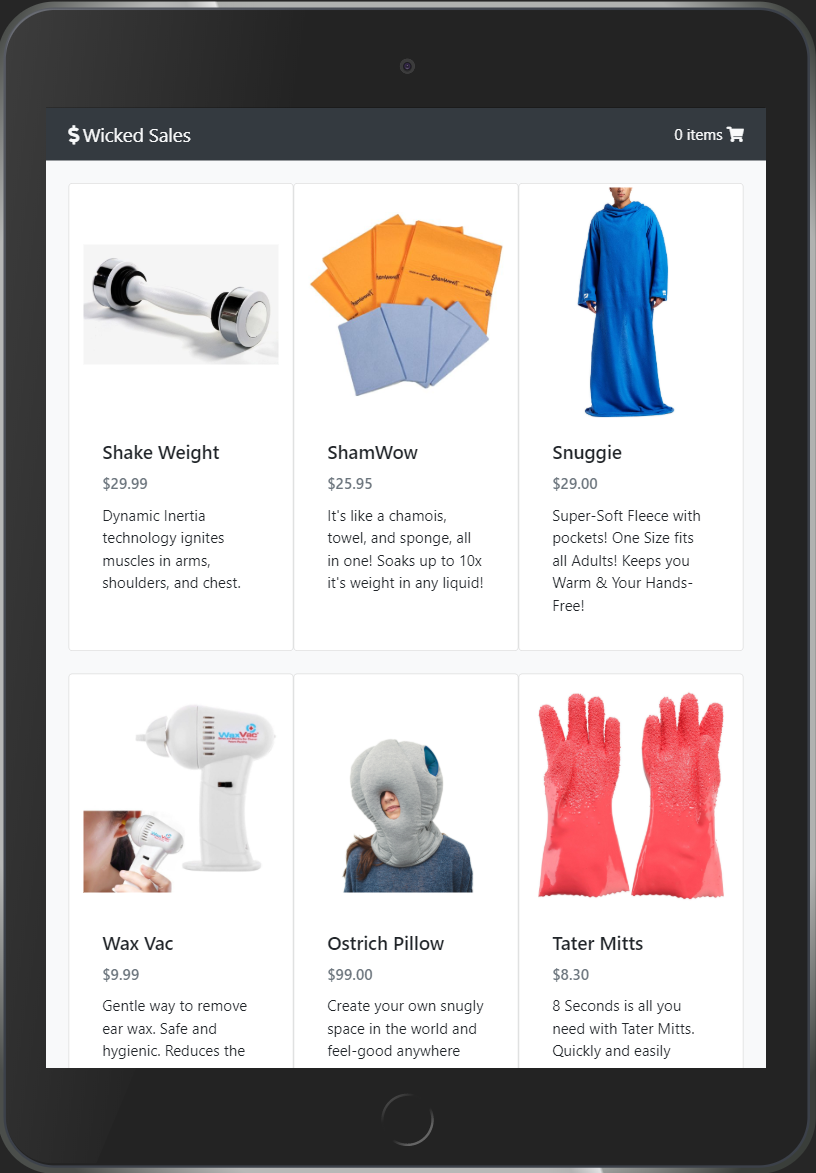 $ Wicked Sales
0 items
ShamWow!
ShamWow!
ShamWow!
Shake Weight
$29.99
Dynamic Inertia
technology ignites
muscles in arms,
shoulders, and chest.
ShamWow
$25.95
It's like a chamois,
towel, and sponge, all
in one! Soaks up to 10x
it's weight in any liquid!
Snuggie
$29.00
Super-Soft Fleece with
pockets! One Size fits
all Adults! Keeps you
Warm & Your Hands-
Free!
WaxVac
WaxVac
Wax Vac
$9.99
Gentle way to remove
ear wax. Safe and
hygienic. Reduces the
Ostrich Pillow
$99.00
Create your own snugly
space in the world and
feel-good anywhere
Tater Mitts
$8.30
8 Seconds is all you
need with Tater Mitts.
Quickly and easily